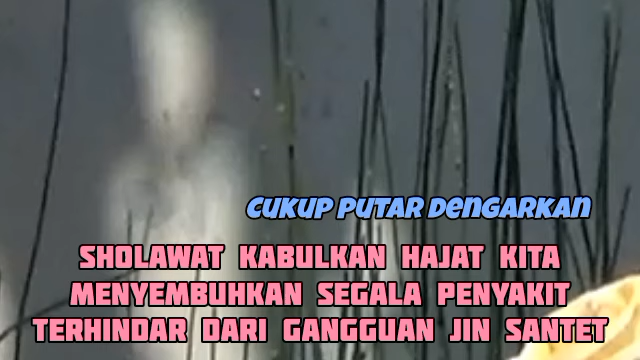 CUKUP PUTAR DENGARKAN
SHOLAWAT KABULKAN HAJAT KITA
MENYEMBUHKAN SEGALA PENYAKIT
TERHINDAR DARI GANGGUAN JIN SANTET